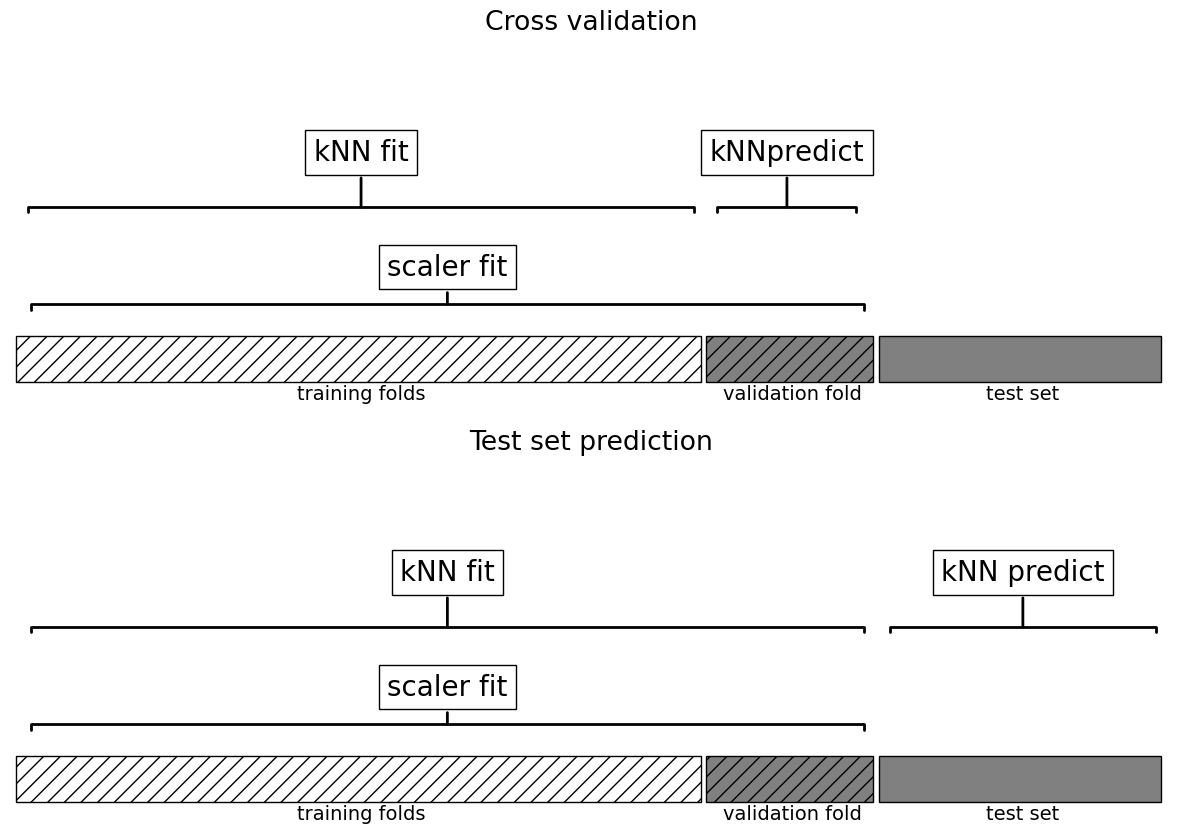 Cross validation
kNN fit
kNNpredict
scaler fit
training folds
validation fold
test set
Test set prediction
kNN fit
kNN predict
scaler fit
training folds
validation fold
test set